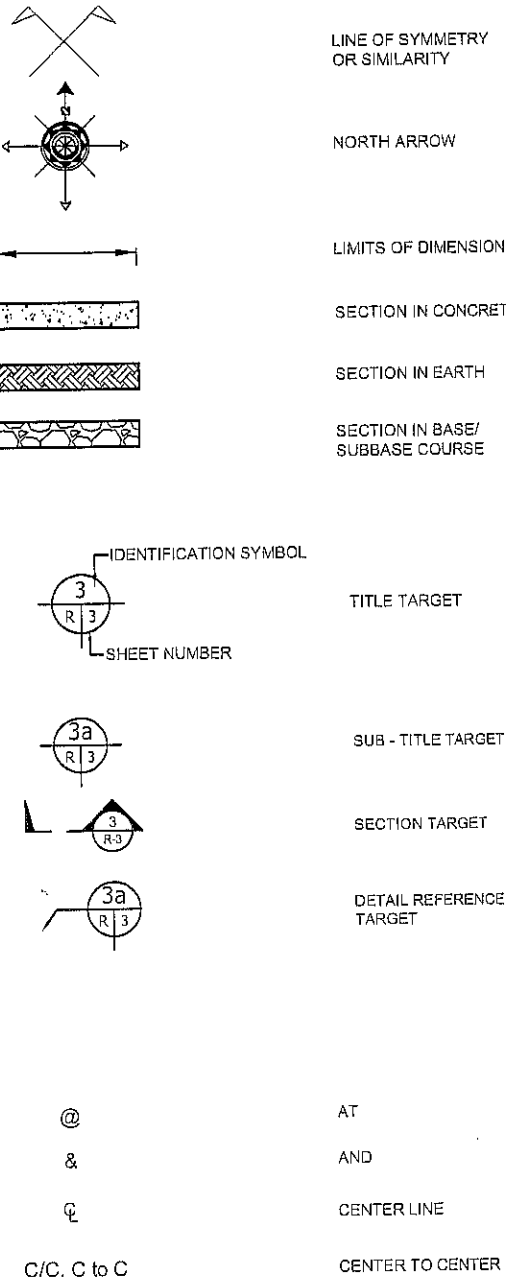 LINE OF SYMMETRY
OR SIMILARITY
NORTH ARROW
LIMITS OF DIMENSION
SECTION IN CONCRET
SECTION IN EARTH
SECTION IN BASE/
SUBBASE COURSE
IDENTIFICATION SYMBOL
3
R 3
SHEET NUMBER
TITLE TARGET
3a
R 3
SUB - TITLE TARGET
3
R-3
SECTION TARGET
3a
R 3
DETAIL REFERENCE
TARGET
@ AT
& AND
℄ CENTER LINE
C/C, C to C CENTER TO CENTER